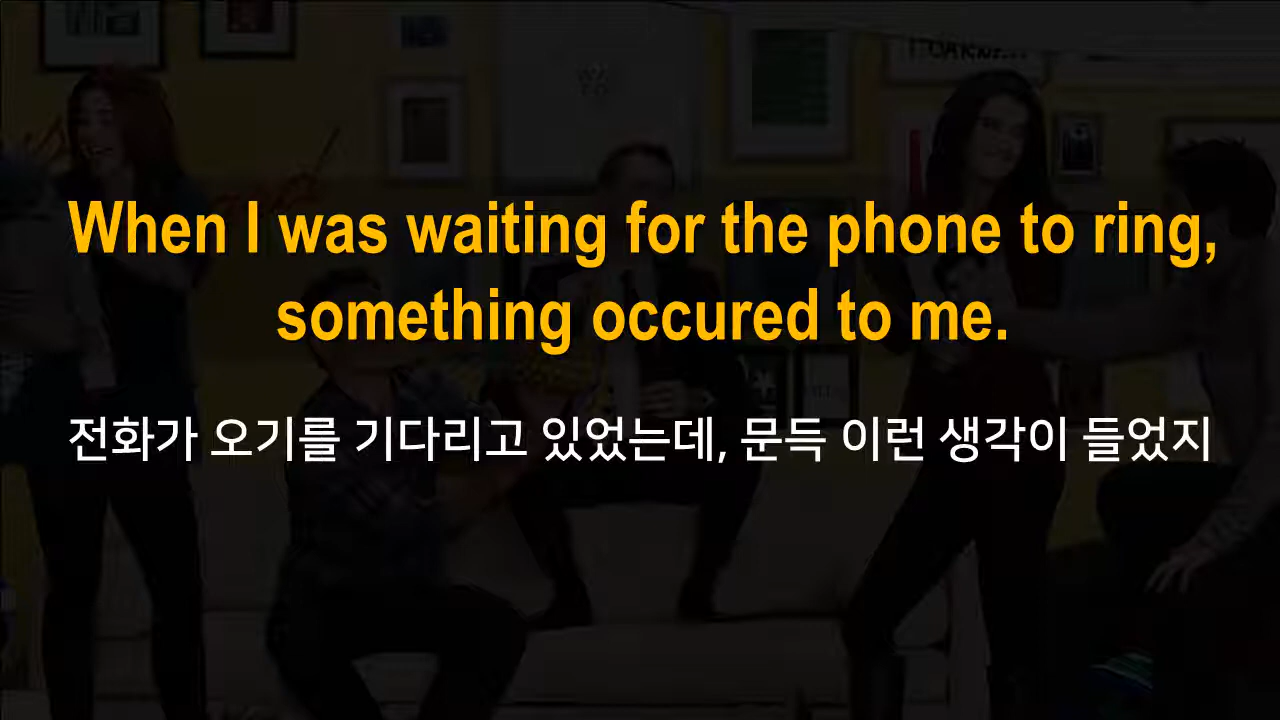 When I was waiting for the phone to ring,
something occured to me.
전화가 오기를 기다리고 있었는데, 문득 이런 생각이 들었지